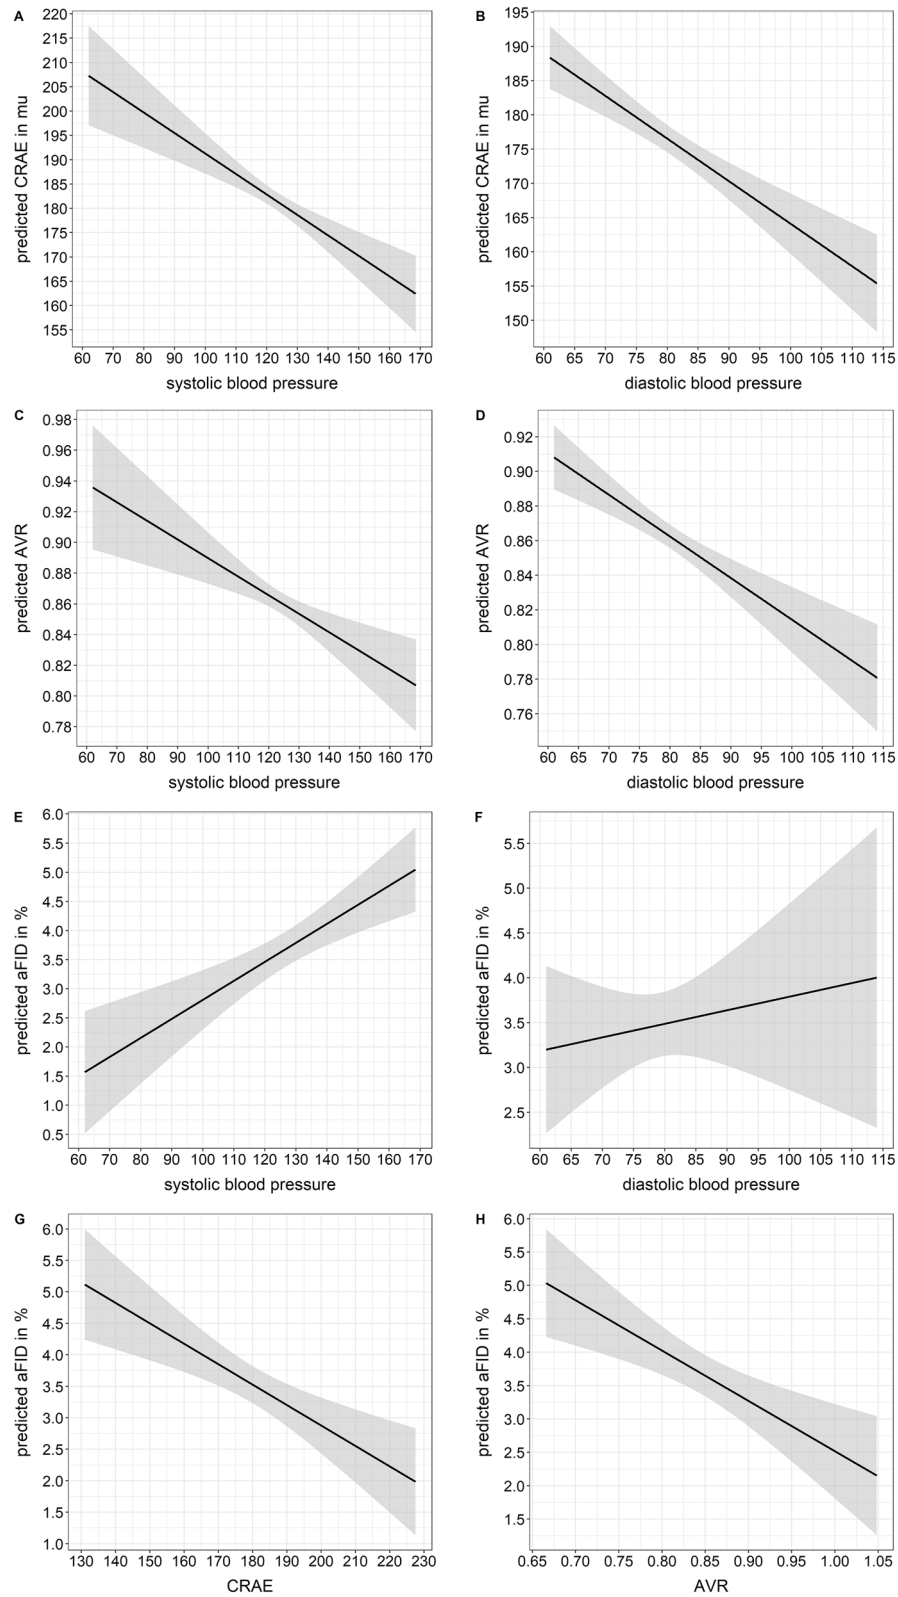 A
220
215
210
205
200
195
190
185
180
175
170
165
160
155
predicted CRAE in mu
60 70 80 90 100 110 120 130 140 150 160 170
systolic blood pressure
B
195
190
185
180
175
170
165
160
155
150
predicted CRAE in mu
60 65 70 75 80 85 90 95 100 105 110 115
diastolic blood pressure
C
0.98
0.96
0.94
0.92
0.90
0.88
0.86
0.84
0.82
0.80
0.78
predicted AVR
60 70 80 90 100 110 120 130 140 150 160 170
systolic blood pressure
D
0.92
0.90
0.88
0.86
0.84
0.82
0.80
0.78
0.76
predicted AVR
60 65 70 75 80 85 90 95 100 105 110 115
diastolic blood pressure
E
6.0
5.0
4.5
4.0
3.5
3.0
2.5
2.0
1.5
1.0
0.5
predicted aFID in %
60 70 80 90 100 110 120 130 140 150 160 170
systolic blood pressure
F
5.5
5.0
4.5
4.0
3.5
3.0
2.5
predicted aFID in %
60 65 70 75 80 85 90 95 100 105 110 115
diastolic blood pressure
G
6.0
5.5
5.0
4.5
4.0
3.5
3.0
2.5
2.0
1.5
1.0
predicted aFID in %
130 140 150 160 170 180 190 200 210 220 230
CRAE
H
6.0
5.5
5.0
4.5
4.0
3.5
3.0
2.5
2.0
1.5
predicted aFID in %
0.65 0.70 0.75 0.80 0.85 0.90 0.95 1.00 1.05
AVR